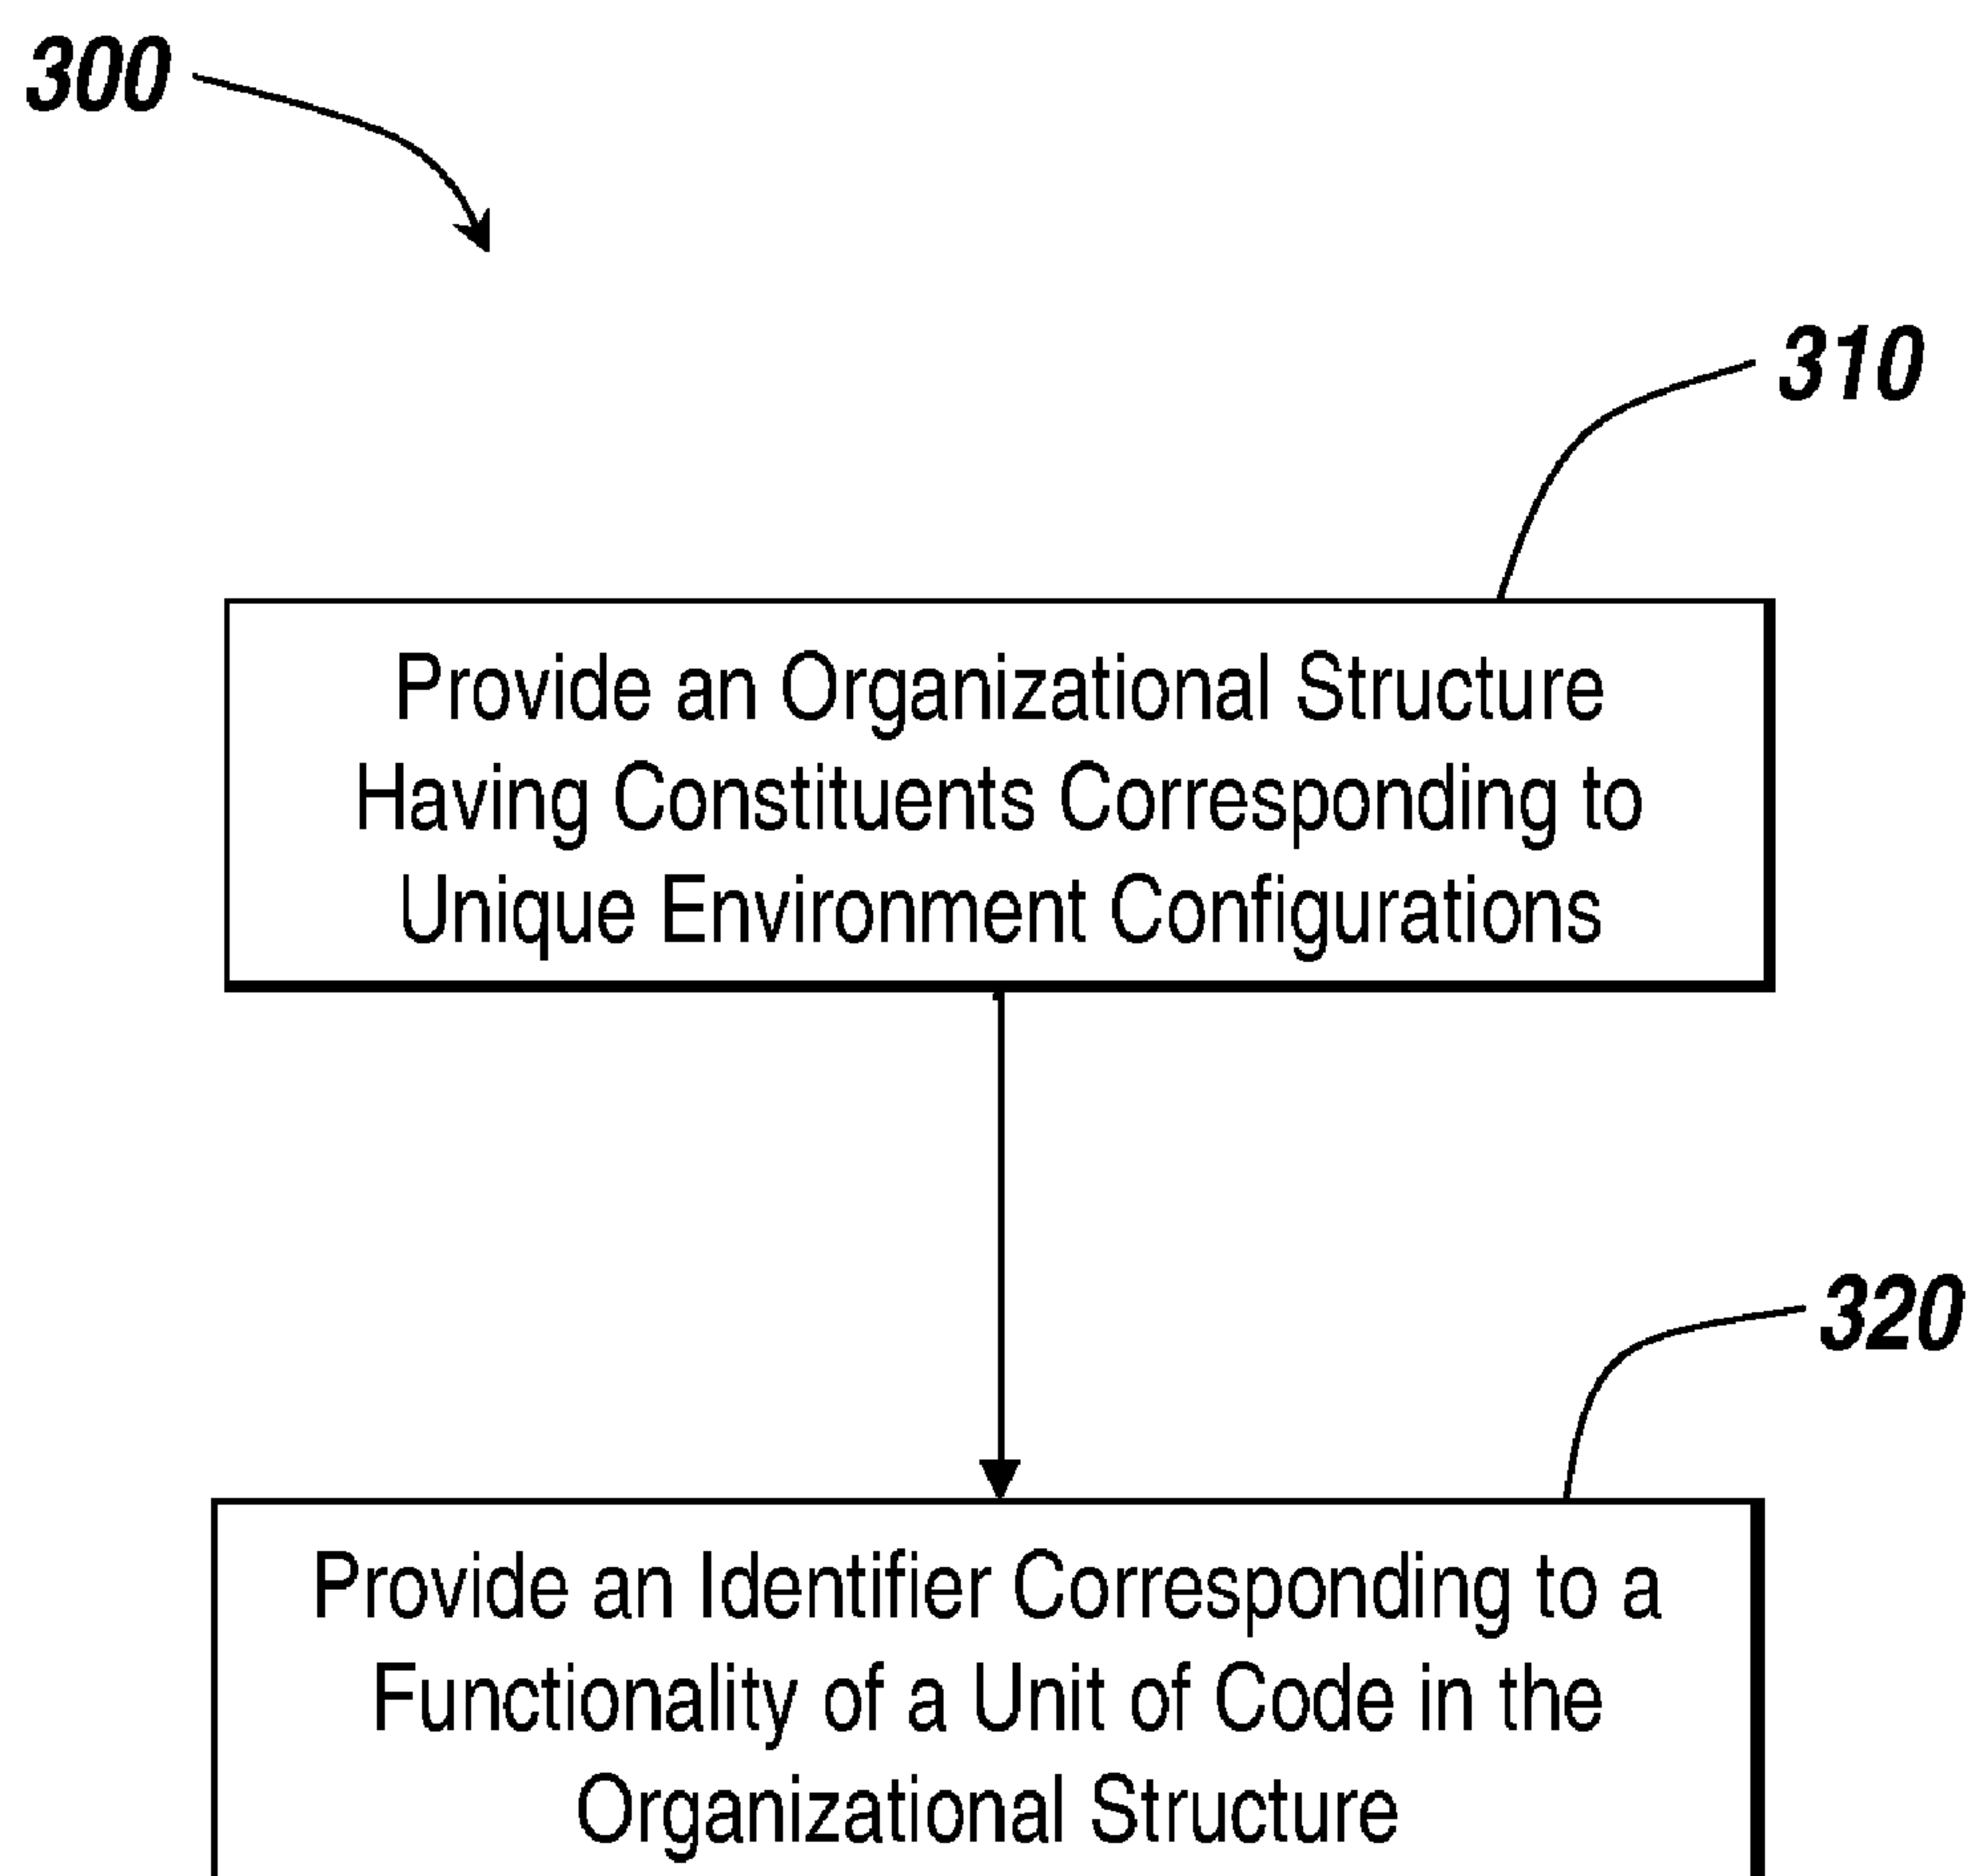 300
310
Provide an Organizational Structure
Having Constituents Corresponding to
Unique Environment Configurations
320
Provide an Identifier Corresponding to a
Functionality of a Unit of Code in the
Organizational Structure